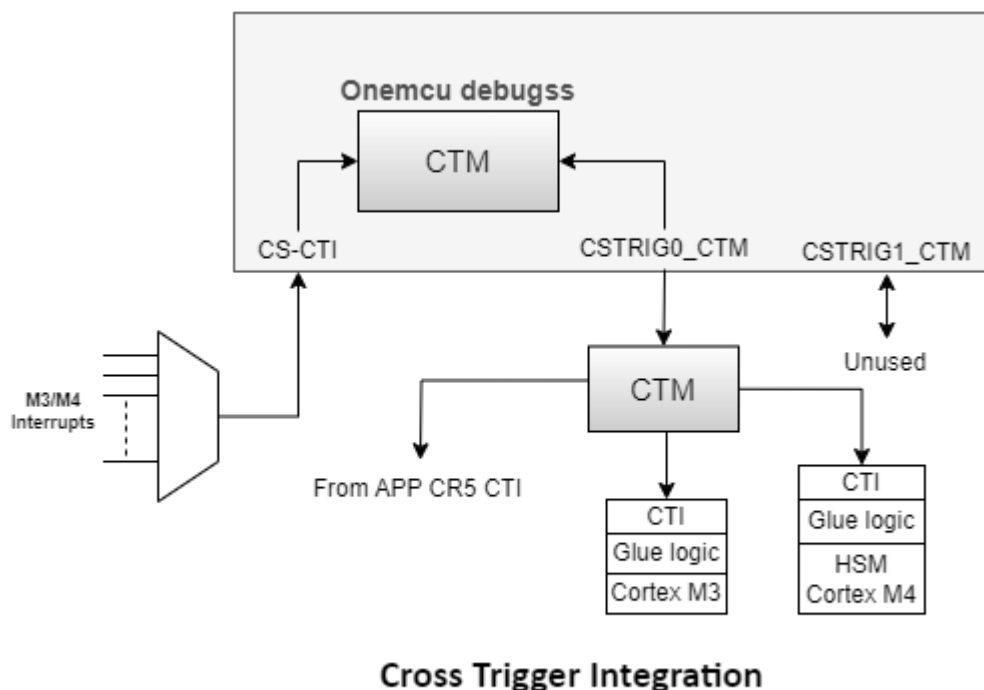 Onemcu debugss
CTM
CS-CTI
CSTRIG0_CTM
CSTRIG1_CTM
M3/M4
Interrupts
CTM
Unused
From APP CR5 CTI
CTI
Glue logic
Cortex M3
CTI
Glue logic
HSM
Cortex M4
Cross Trigger Integration